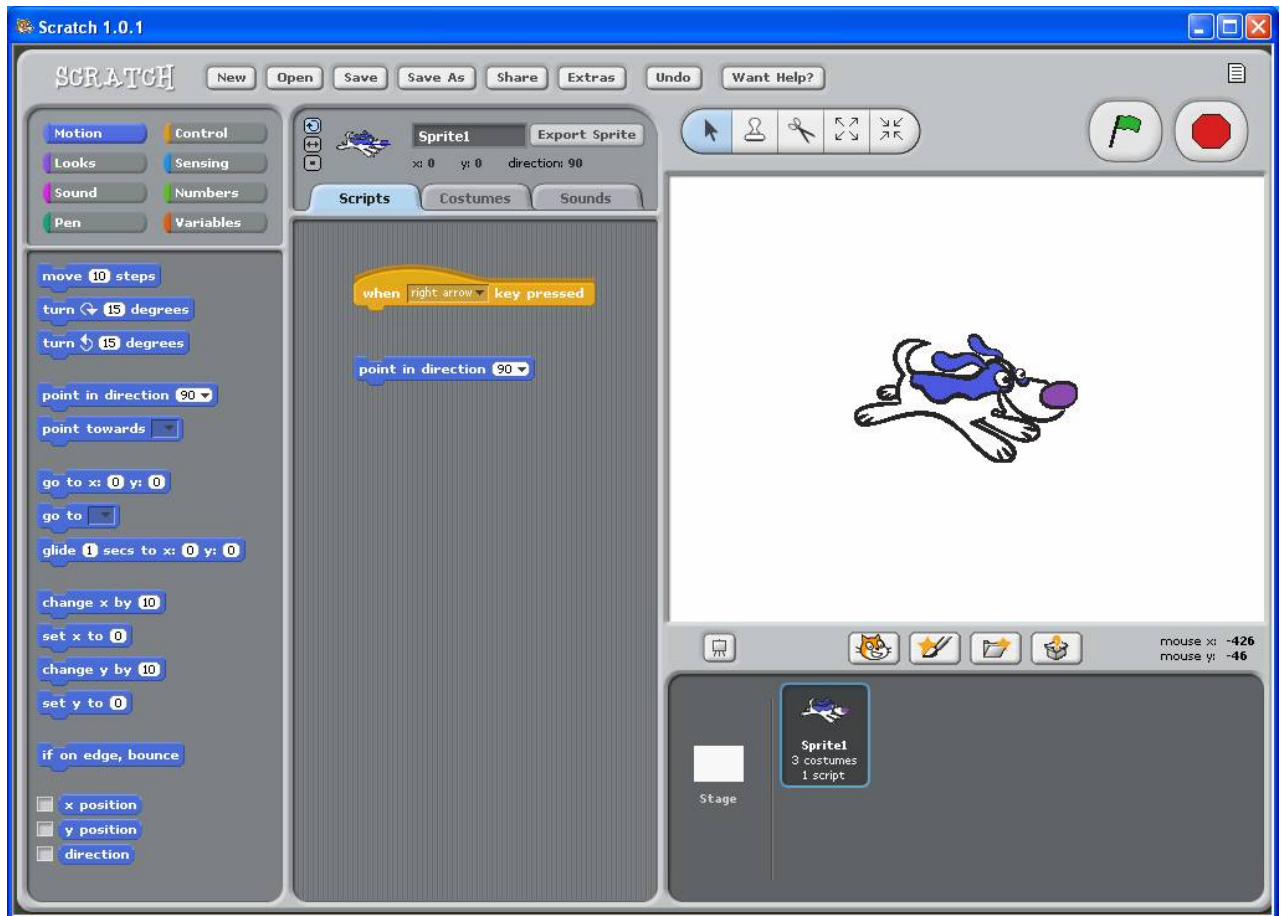 Scratch 1.0.1
SCRATCH New Open Save Save As Share Extras Undo Want Help?
Motion Control
Looks Sensing
Sound Numbers
Pen Variables
move 10 steps
turn 15 degrees
turn 15 degrees
point in direction 90
point towards
go to x: 0 y: 0
go to
glide 1 secs to x: 0 y: 0
change x by 10
set x to 0
change y by 10
set y to 0
if on edge, bounce
x position
y position
direction
Sprite1 Export Sprite
x: 0 y: 0 direction: 90
Scripts Costumes Sounds
when right arrow key pressed
point in direction 90
mouse x: -426
mouse y: -46
Stage
Sprite1
3 costumes
1 script